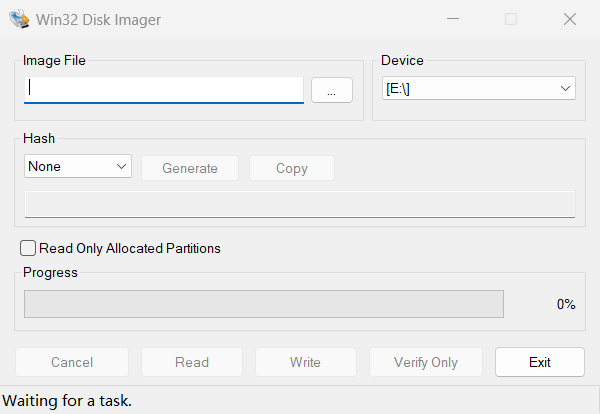 Win32 Disk Imager
Image File
Device
...
[E:\]
Hash
None
Generate
Copy
Read Only Allocated Partitions
Progress
0%
Cancel
Read
Write
Verify Only
Exit
Waiting for a task.